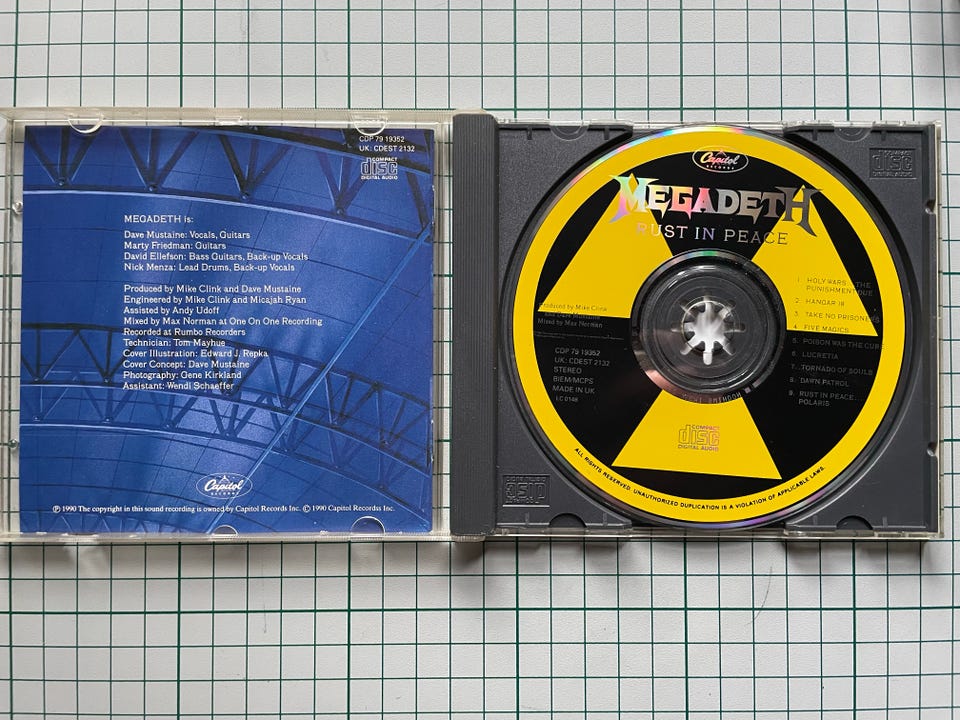 CDP 79 19352
UK: CDEST 2132
COMPACT
disc
DIGITAL AUDIO
MEGADETH is:
Dave Mustaine: Vocals, Guitars
Marty Friedman: Guitars
David Ellefson: Bass Guitars, Back-up Vocals
Nick Menza: Lead Drums, Back-up Vocals
Produced by Mike Clink and Dave Mustaine
Engineered by Mike Clink and Micajah Ryan
Assisted by Andy Udoff
Mixed by Max Norman at One On One Recording
Recorded at Rumbo Recorders
Technician: Tom Mayhue
Cover Illustration: Edward J. Repka
Cover Concept: Dave Mustaine
Photography: Gene Kirkland
Assistant: Wendi Schaeffer
Capitol
RECORDS
℗ 1990 The copyright in this sound recording is owned by Capitol Records Inc. © 1990 Capitol Records Inc.
Capitol
RECORDS
MEGADETH
RUST IN PEACE
1. HOLY WARS... THE
PUNISHMENT DUE
2. HANGAR 18
3. TAKE NO PRISONERS
4. FIVE MAGICS
5. POISON WAS THE CURE
6. LUCRETIA
7. TORNADO OF SOULS
8. DAWN PATROL
9. RUST IN PEACE...
POLARIS
Produced by Mike Clink
and Dave Mustaine
Mixed by Max Norman
CDP 79 19352
UK: CDEST 2132
STEREO
BIEM/MCPS
MADE IN UK
LC 0148
COMPACT
disc
DIGITAL AUDIO
ALL RIGHTS RESERVED. UNAUTHORIZED DUPLICATION IS A VIOLATION OF APPLICABLE LAWS.
COMPACT
disc
DIGITAL AUDIO